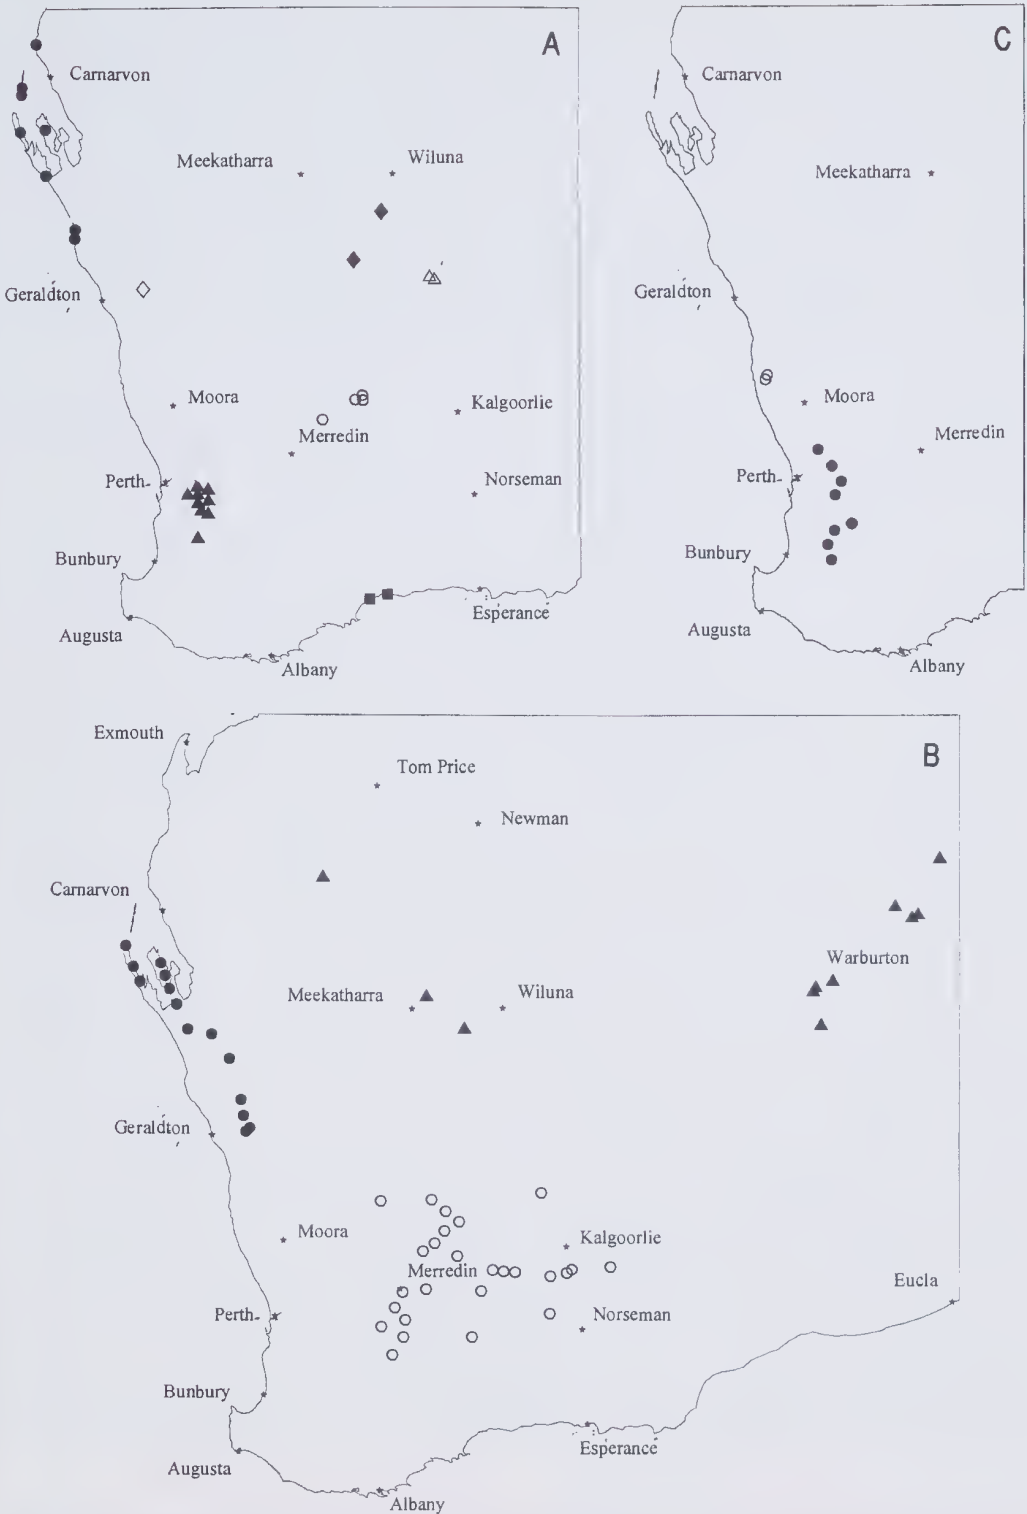 A
Carnarvon
Meekatharra
Wiluna
Geraldton
Moora
Kalgoorlie
Merredin
Perth
Norseman
Bunbury
Esperance
Augusta
Albany
C
Carnarvon
Meekatharra
Geraldton
Moora
Merredin
Perth
Bunbury
Augusta
Albany
B
Exmouth
Tom Price
Newman
Carnarvon
Warburton
Meekatharra
Wiluna
Geraldton
Moora
Kalgoorlie
Merredin
Eucla
Perth
Norseman
Bunbury
Esperance
Augusta
Albany